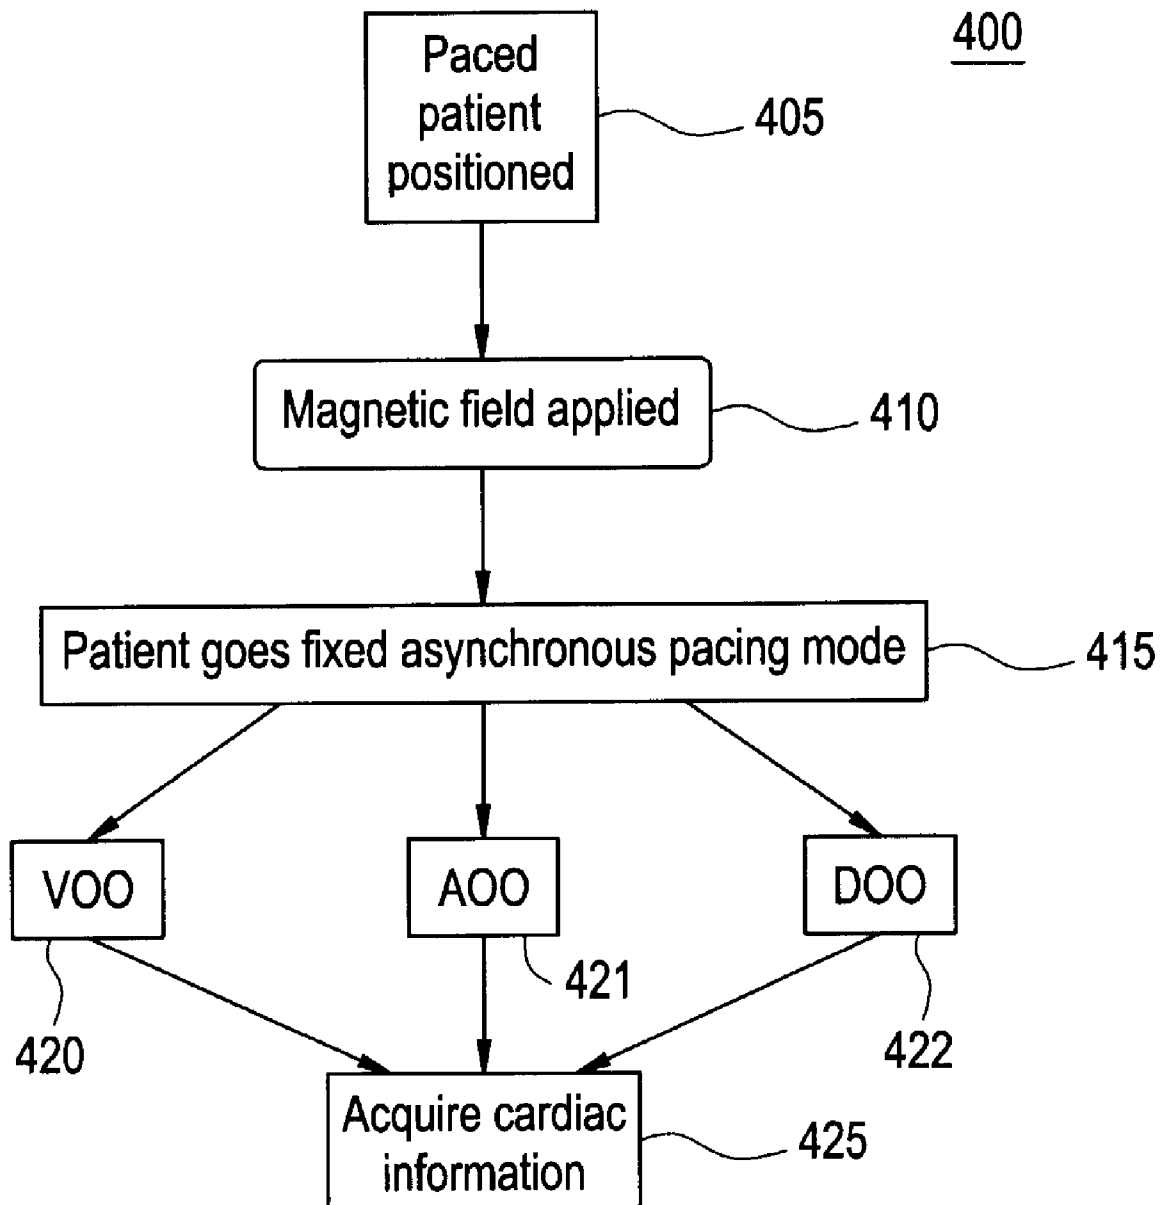 400
Paced
patient
positioned
405
Magnetic field applied
410
Patient goes fixed asynchronous pacing mode
415
VOO
AOO
DOO
420
421
422
Acquire cardiac
information
425